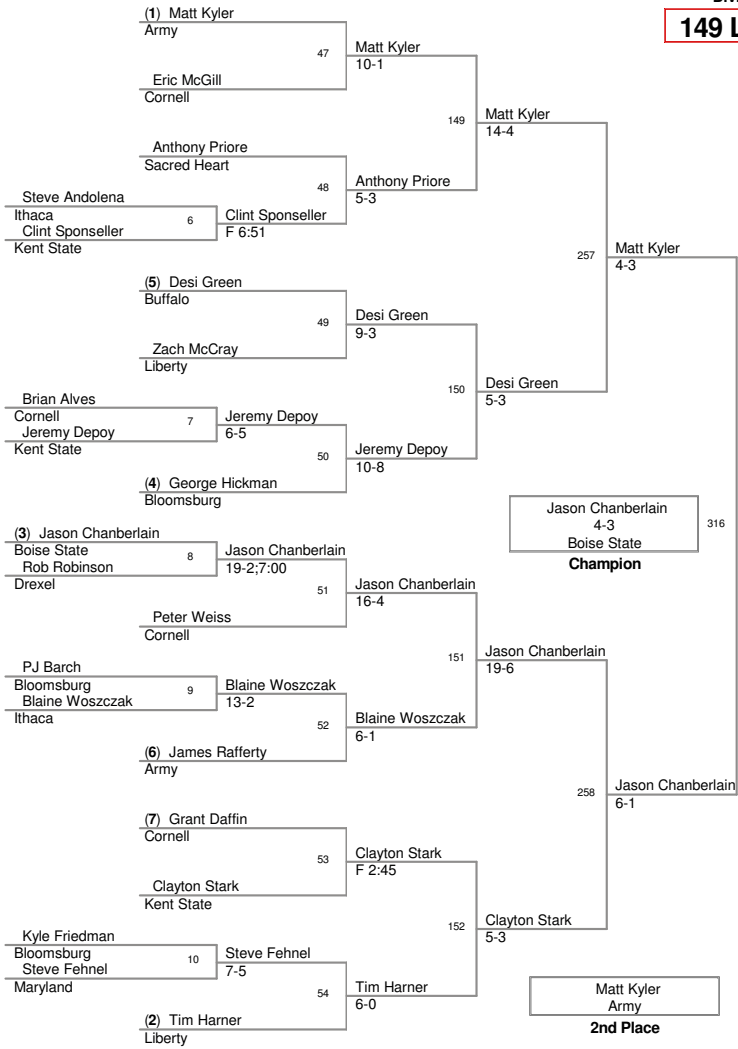 149 L
(1) Matt Kyler
Army
47
Matt Kyler
10-1
Eric McGill
Cornell
149
Matt Kyler
14-4
Anthony Priore
Sacred Heart
48
Anthony Priore
5-3
Steve Andolena
Ithaca
6
Clint Sponseller
F 6:51
Clint Sponseller
Kent State
257
Matt Kyler
4-3
(5) Desi Green
Buffalo
49
Desi Green
9-3
Zach McCray
Liberty
150
Desi Green
5-3
Brian Alves
Cornell
7
Jeremy Depoy
6-5
Jeremy Depoy
Kent State
50
Jeremy Depoy
10-8
(4) George Hickman
Bloomsburg
Jason Chanberlain
4-3
Boise State
316
Champion
(3) Jason Chanberlain
Boise State
8
Jason Chanberlain
19-2;7:00
Rob Robinson
Drexel
51
Jason Chanberlain
16-4
Peter Weiss
Cornell
151
Jason Chanberlain
19-6
PJ Barch
Bloomsburg
9
Blaine Woszczak
13-2
Blaine Woszczak
Ithaca
52
Blaine Woszczak
6-1
(6) James Rafferty
Army
258
Jason Chanberlain
6-1
(7) Grant Daffin
Cornell
53
Clayton Stark
F 2:45
Clayton Stark
Kent State
152
Clayton Stark
5-3
Kyle Friedman
Bloomsburg
10
Steve Fehnel
7-5
Steve Fehnel
Maryland
54
Tim Harner
6-0
(2) Tim Harner
Liberty
Matt Kyler
Army
2nd Place